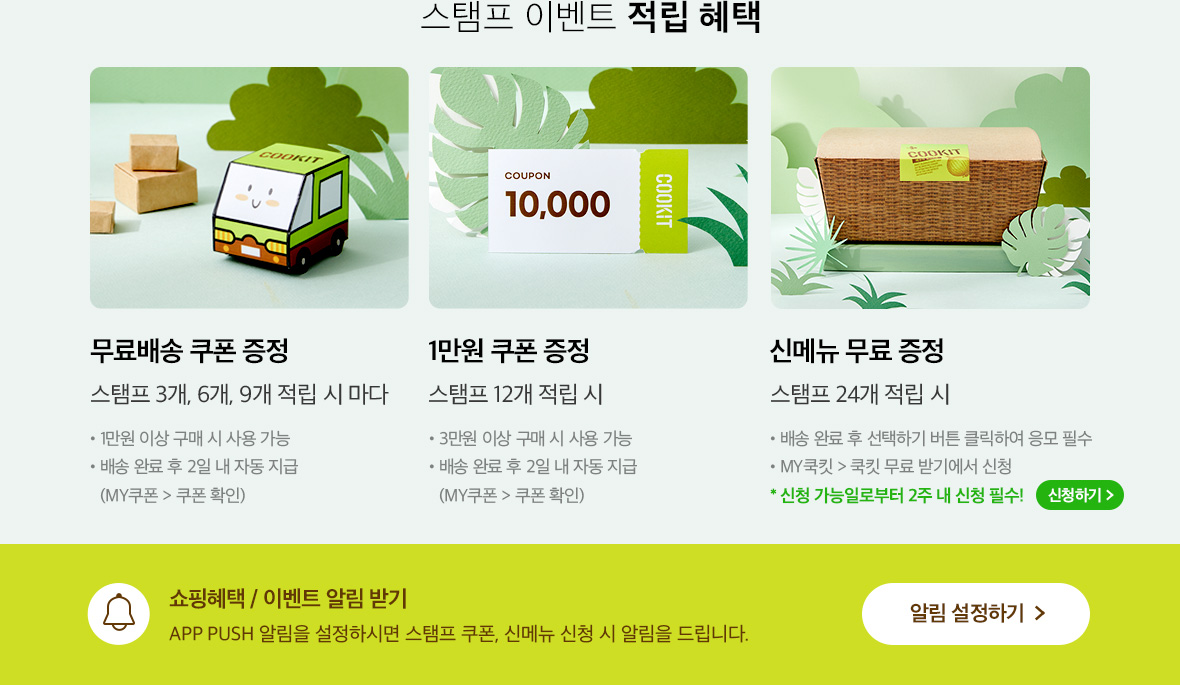 스탬프 이벤트 적립 혜택
COOKIT
COUPON
10,000
COOKIT
COOKIT
무료배송 쿠폰 증정
스탬프 3개, 6개, 9개 적립 시 마다
• 1만원 이상 구매 시 사용 가능
• 배송 완료 후 2일 내 자동 지급
(MY쿠폰 > 쿠폰 확인)
1만원 쿠폰 증정
스탬프 12개 적립 시
• 3만원 이상 구매 시 사용 가능
• 배송 완료 후 2일 내 자동 지급
(MY쿠폰 > 쿠폰 확인)
신메뉴 무료 증정
스탬프 24개 적립 시
• 배송 완료 후 선택하기 버튼 클릭하여 응모 필수
• MY쿡킷 > 쿡킷 무료 받기에서 신청
* 신청 가능일로부터 2주 내 신청 필수!
신청하기 >
쇼핑혜택 / 이벤트 알림 받기
APP PUSH 알림을 설정하시면 스탬프 쿠폰, 신메뉴 신청 시 알림을 드립니다.
알림 설정하기 >